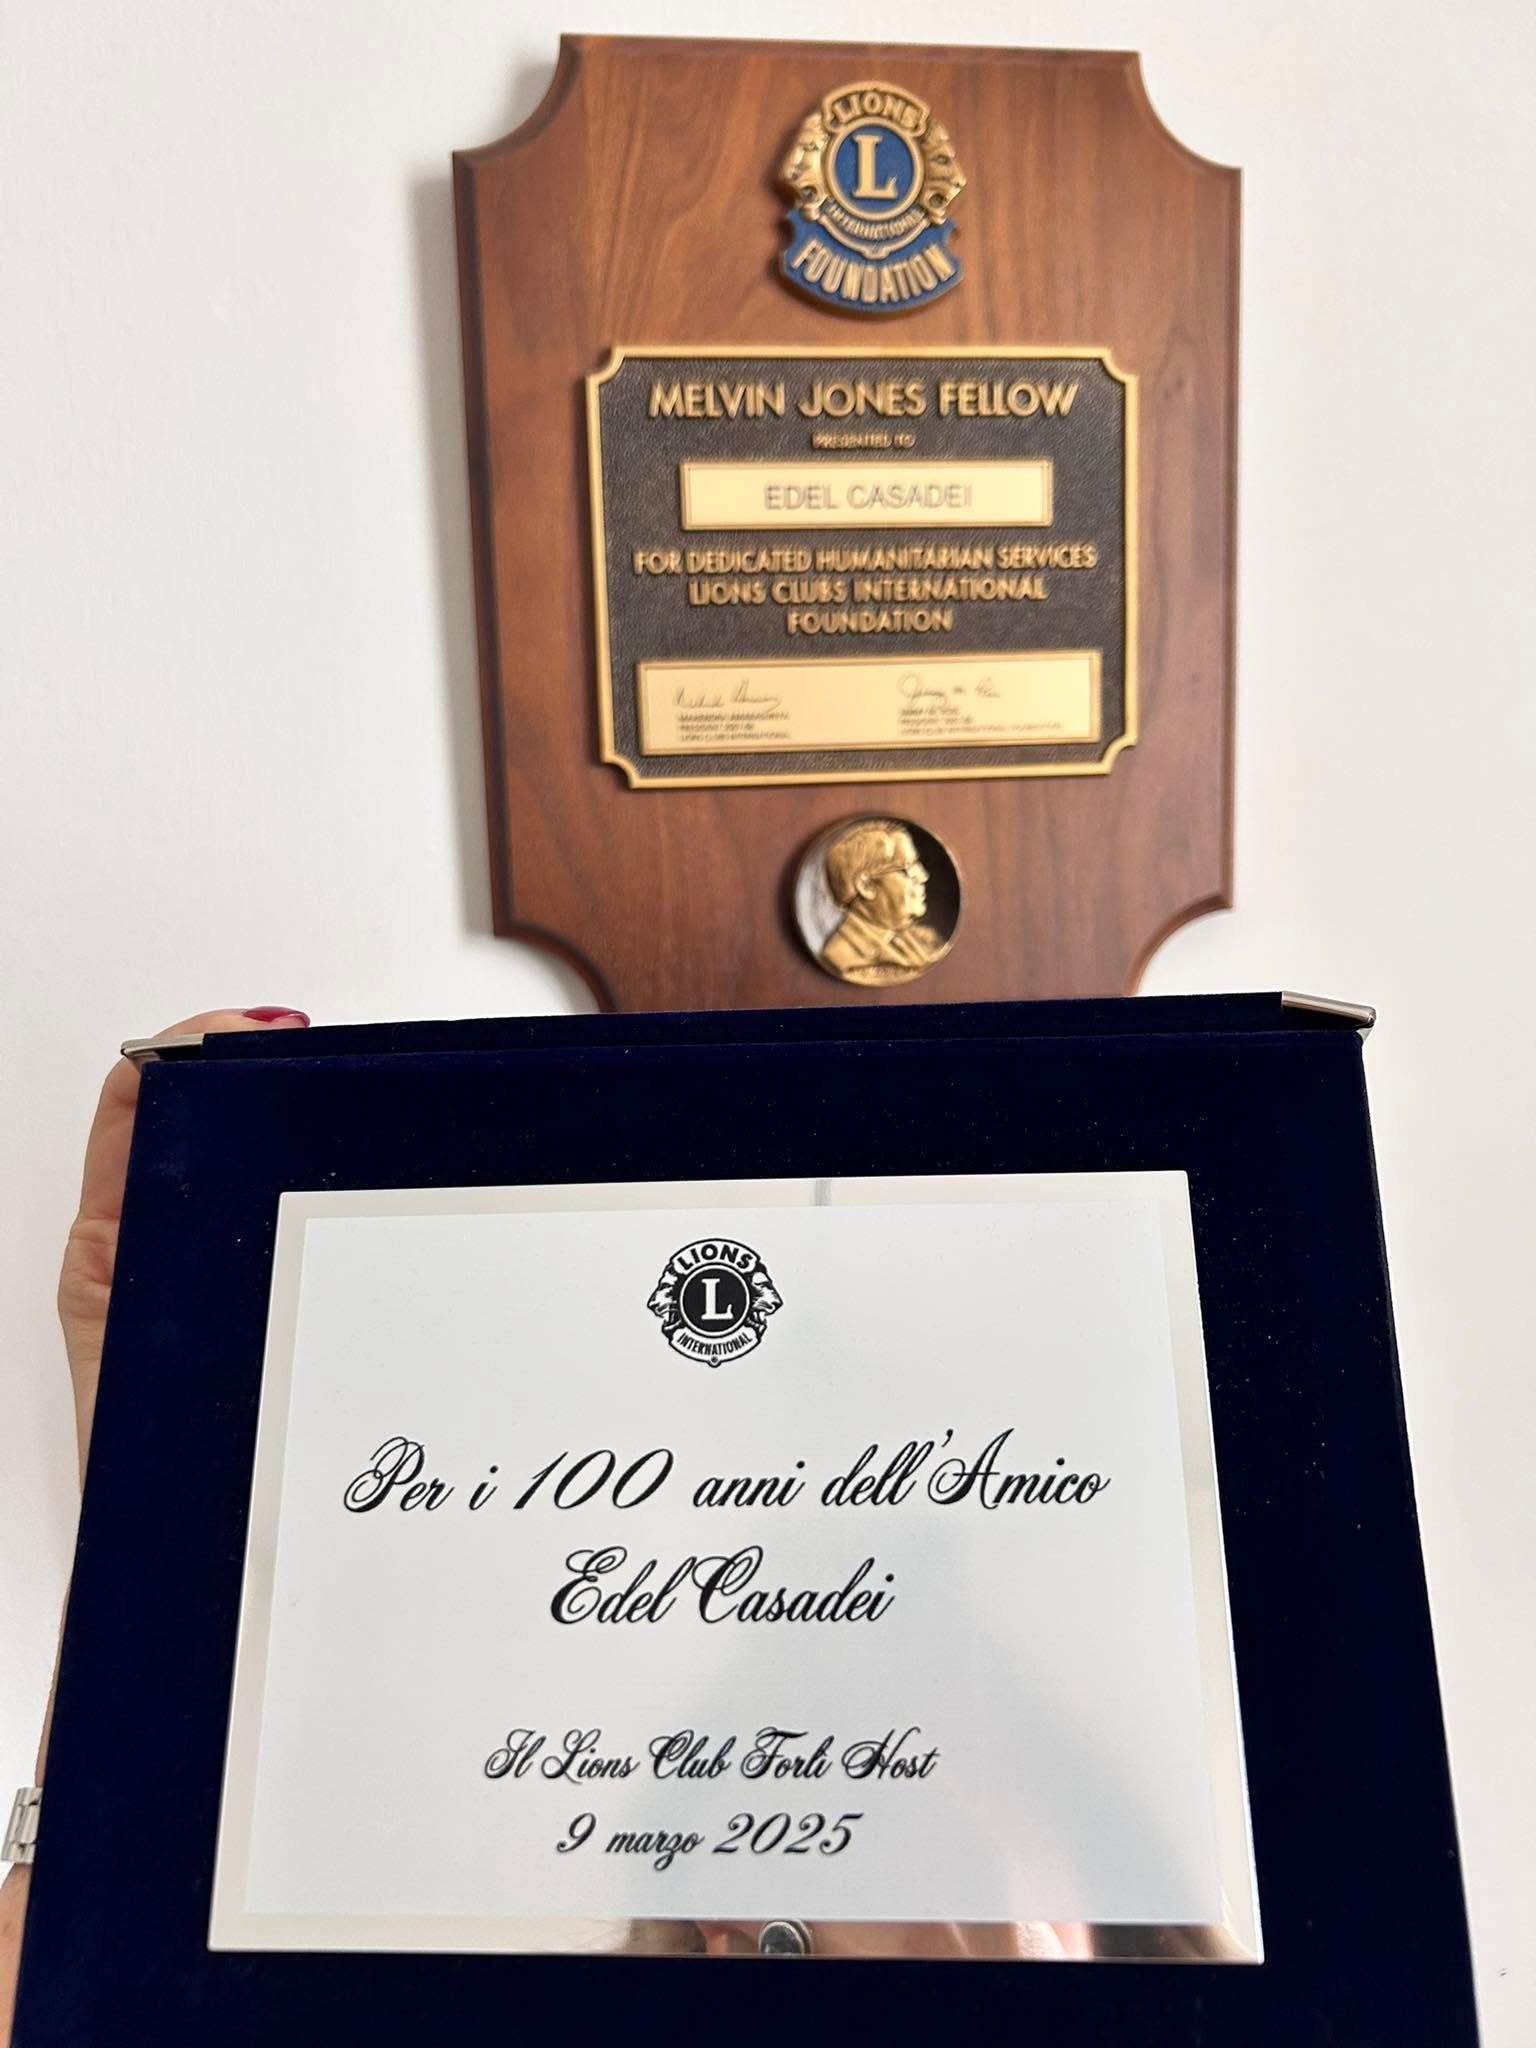 LIONS
L
INTERNATIONAL
FOUNDATION
MELVIN JONES FELLOW
PRESENTED TO
EDEL CASADEI
FOR DEDICATED HUMANITARIAN SERVICES
LIONS CLUBS INTERNATIONAL
FOUNDATION
LIONS
L
INTERNATIONAL
Per i 100 anni dell'Amico
Edel Casadei
Il Lions Club Forlì Host
9 marzo 2025